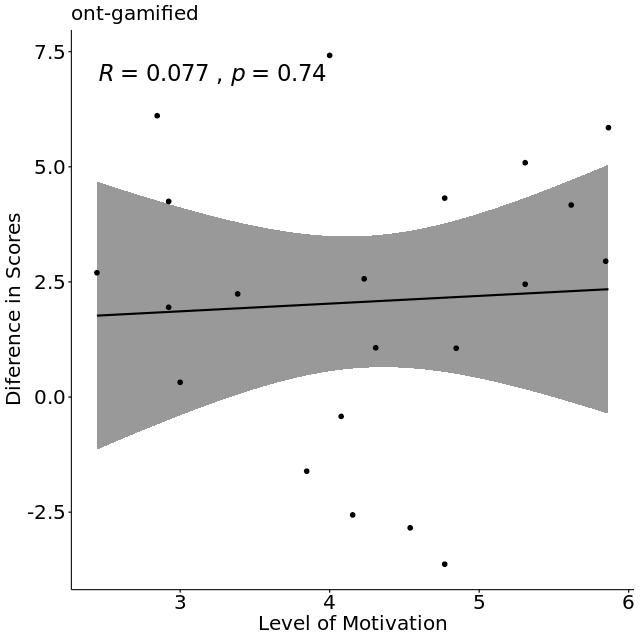 ont-gamified
R = 0.077 , p = 0.74
7.5
5.0
2.5
0.0
-2.5
Diference in Scores
3 4 5 6
Level of Motivation